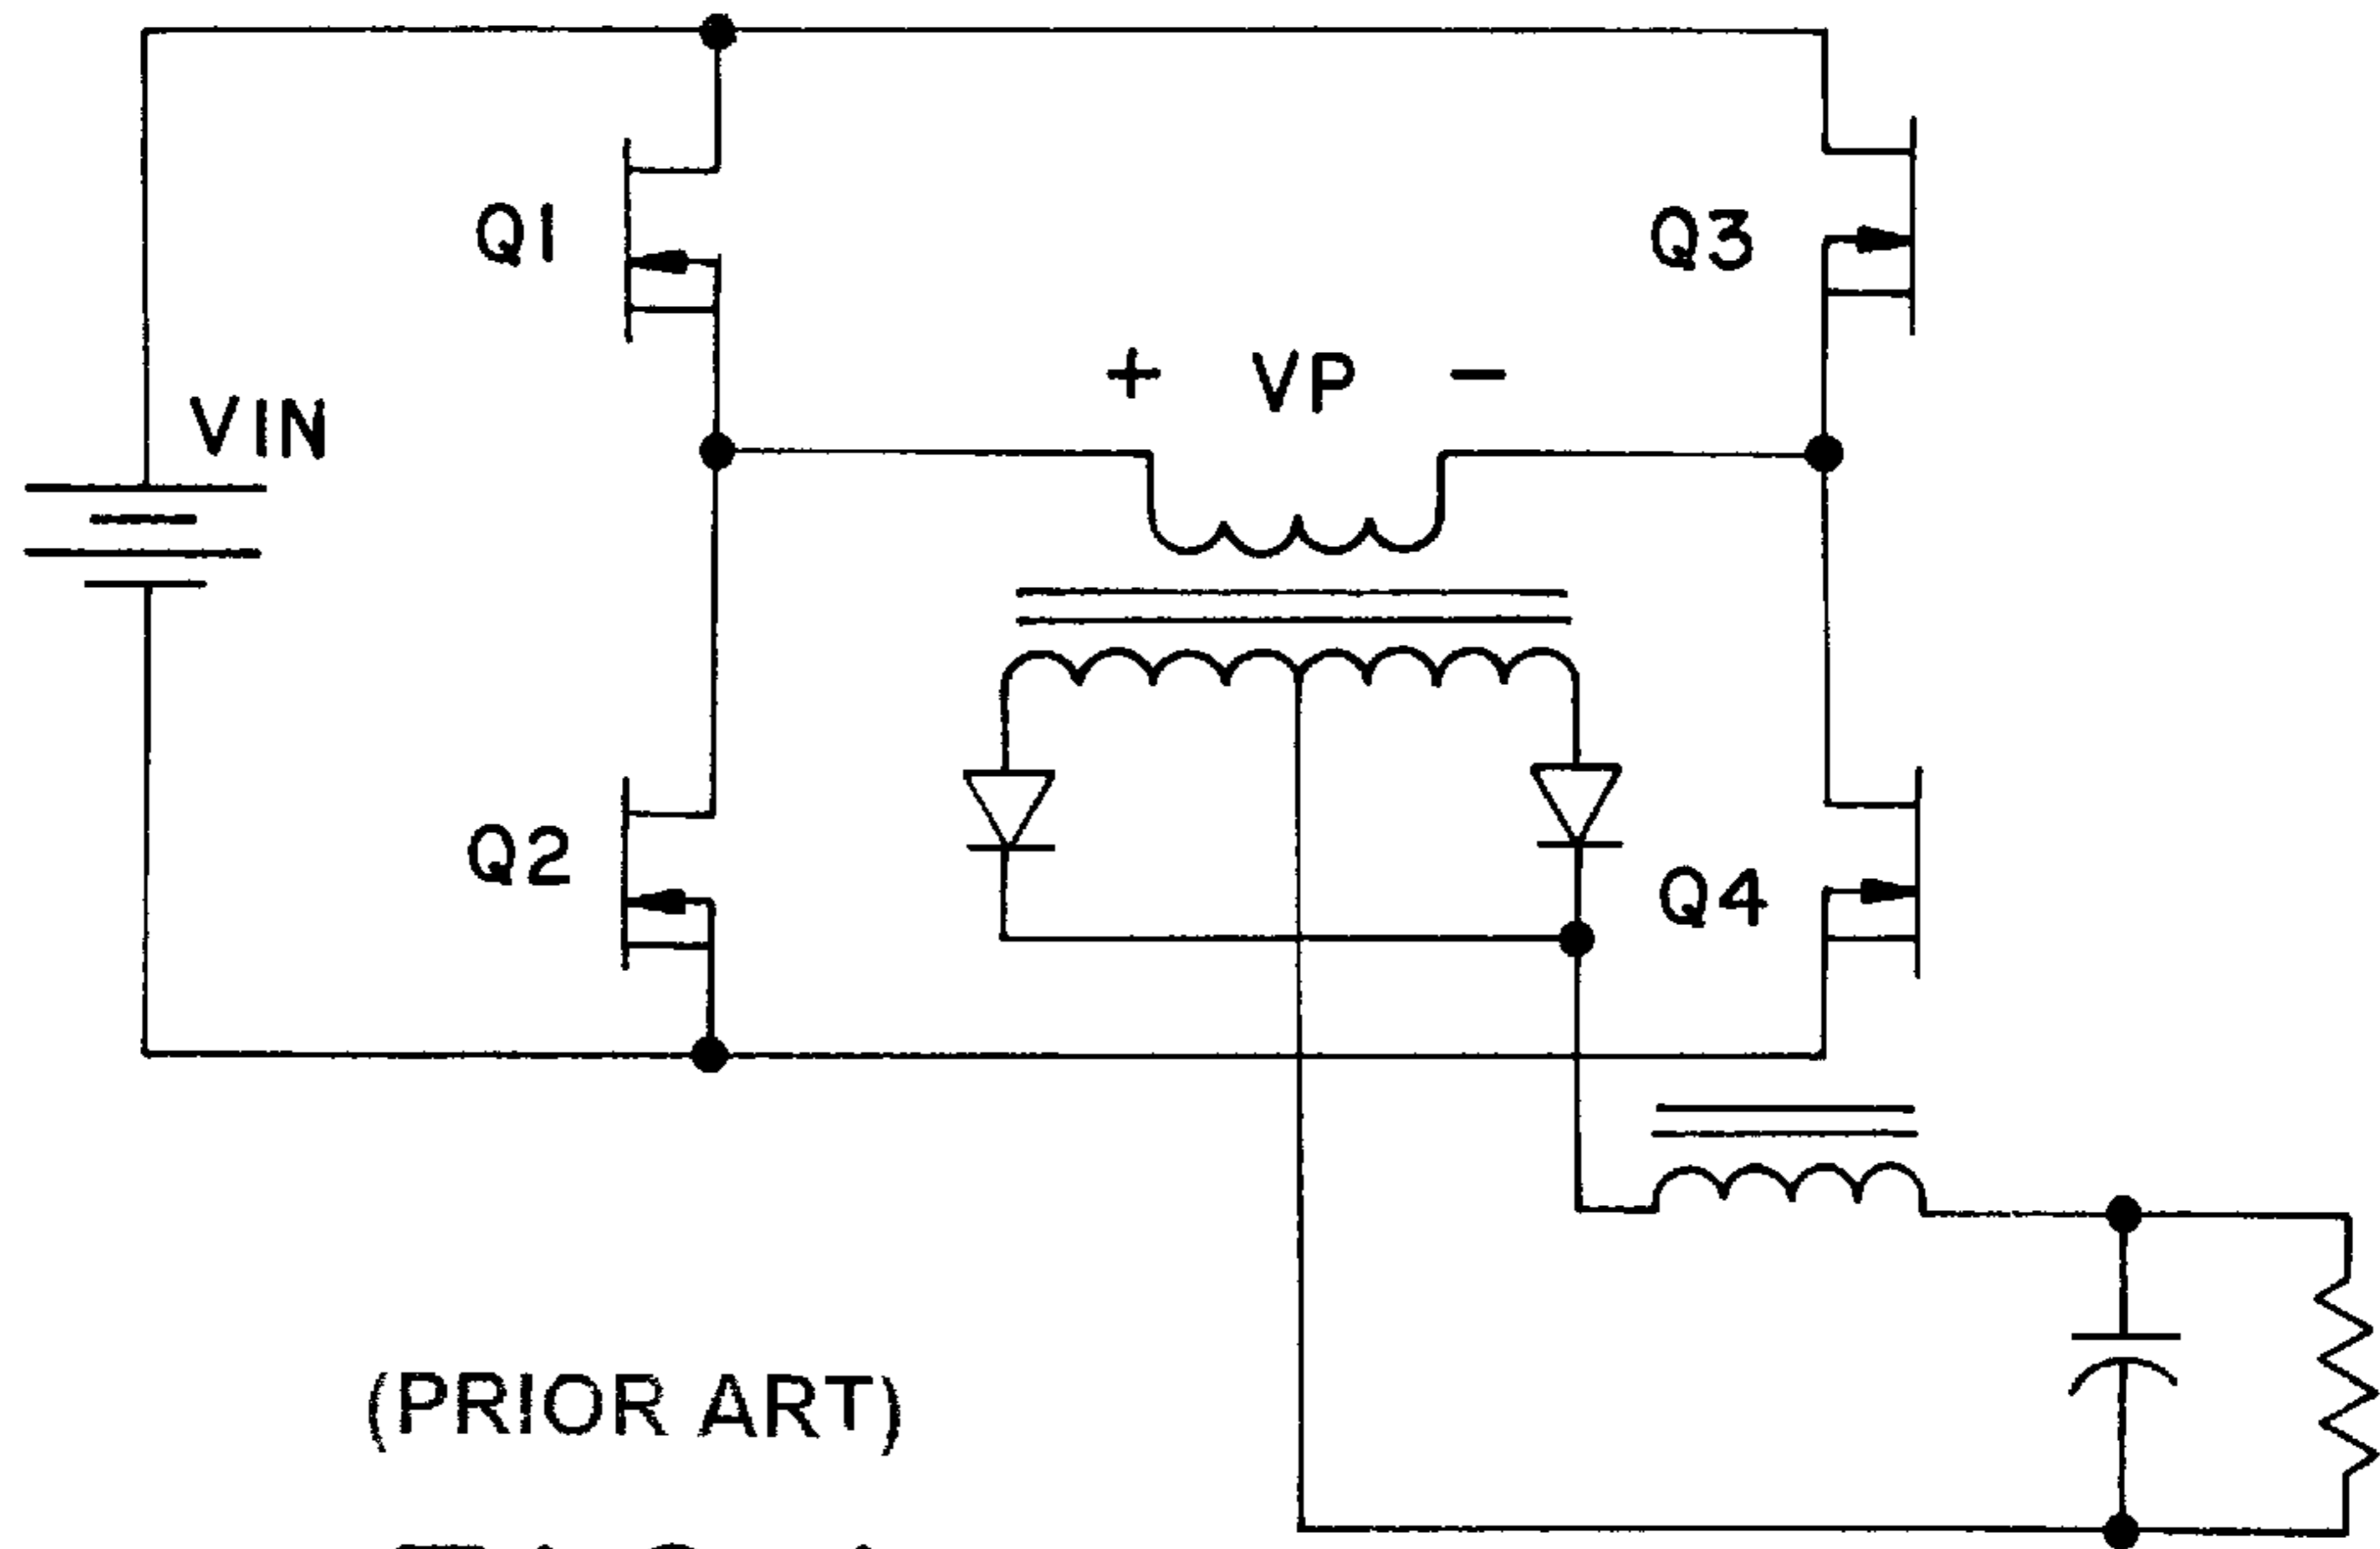 Q1
Q3
+ VP −
VIN
Q2
Q4
(PRIOR ART)